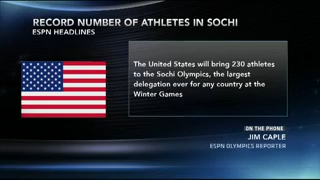 RECORD NUMBER OF ATHLETES IN SOCHI
ESPN HEADLINES
The United States will bring 230 athletes
to the Sochi Olympics, the largest
delegation ever for any country at the
Winter Games
ON THE PHONE
JIM CAPLE
ESPN OLYMPICS REPORTER